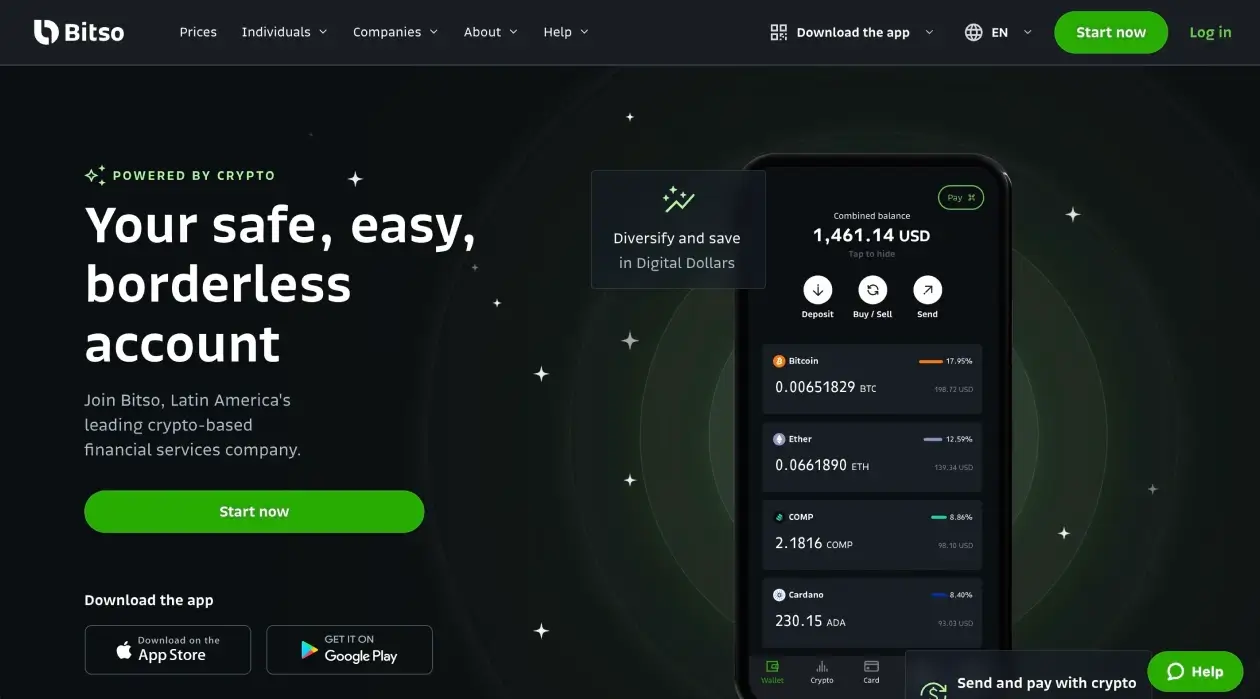 Bitso
Prices
Individuals
Companies
About
Help
Download the app
EN
Start now
Log in
POWERED BY CRYPTO
Your safe, easy,
borderless
account
Join Bitso, Latin America's
leading crypto-based
financial services company.
Start now
Download the app
Download on the
App Store
GET IT ON
Google Play
Diversify and save
in Digital Dollars
Pay
Combined balance
1,461.14 USD
Tap to hide
Deposit
Buy / Sell
Send
Bitcoin
17.95%
0.00651829 BTC
198.72 USD
Ether
12.59%
0.0661890 ETH
139.34 USD
COMP
8.86%
2.1816 COMP
98.10 USD
Cardano
8.40%
230.15 ADA
93.03 USD
Wallet
Crypto
Card
Send and pay with crypto
Help